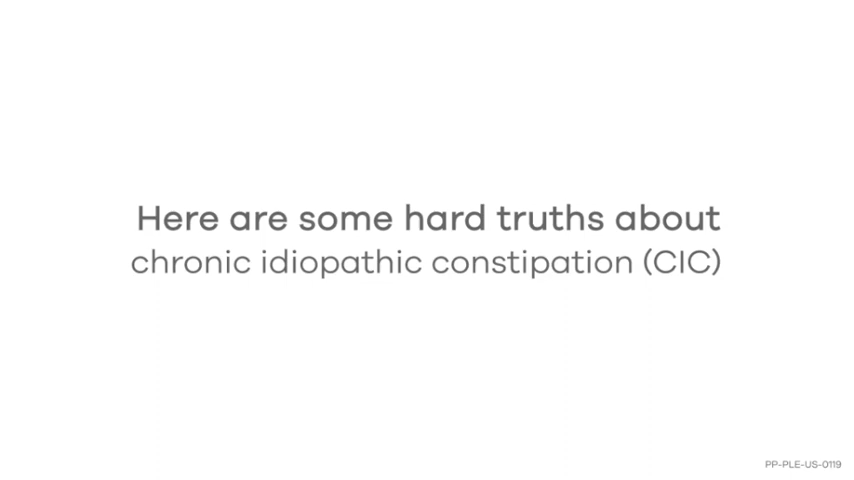 Here are some hard truths about
chronic idiopathic constipation (CIC)
PP-PLE-US-0119